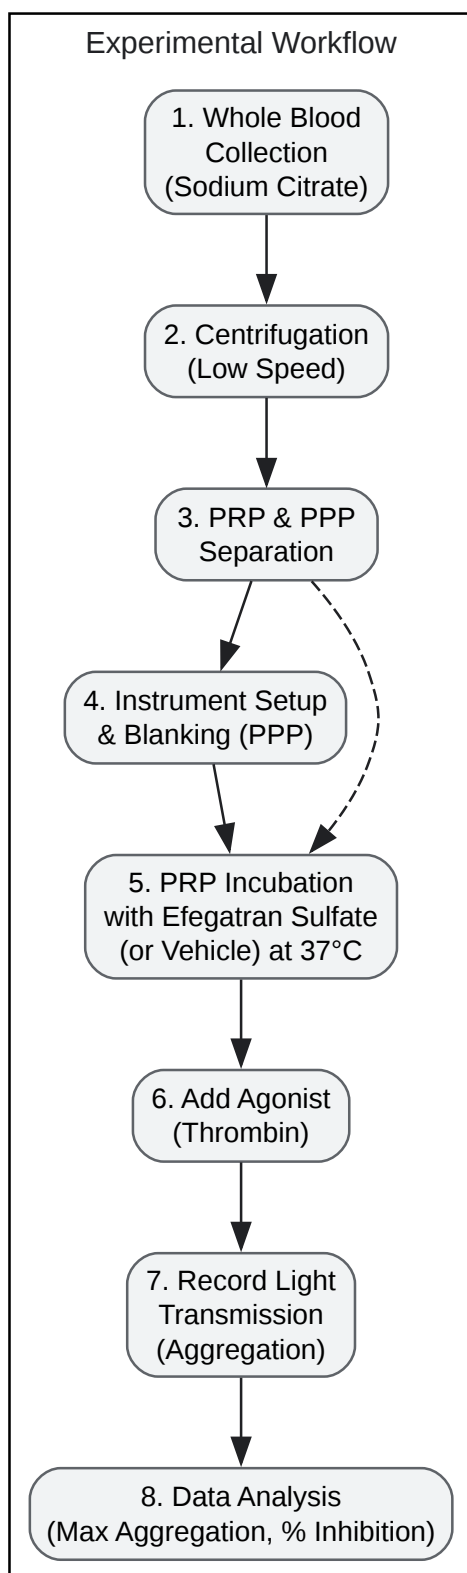 Experimental Workflow
1. Whole Blood
Collection
(Sodium Citrate)
2. Centrifugation
(Low Speed)
3. PRP & PPP
Separation
4. Instrument Setup
& Blanking (PPP)
5. PRP Incubation
with Efegatran Sulfate
(or Vehicle) at 37°C
6. Add Agonist
(Thrombin)
7. Record Light
Transmission
(Aggregation)
8. Data Analysis
(Max Aggregation, % Inhibition)